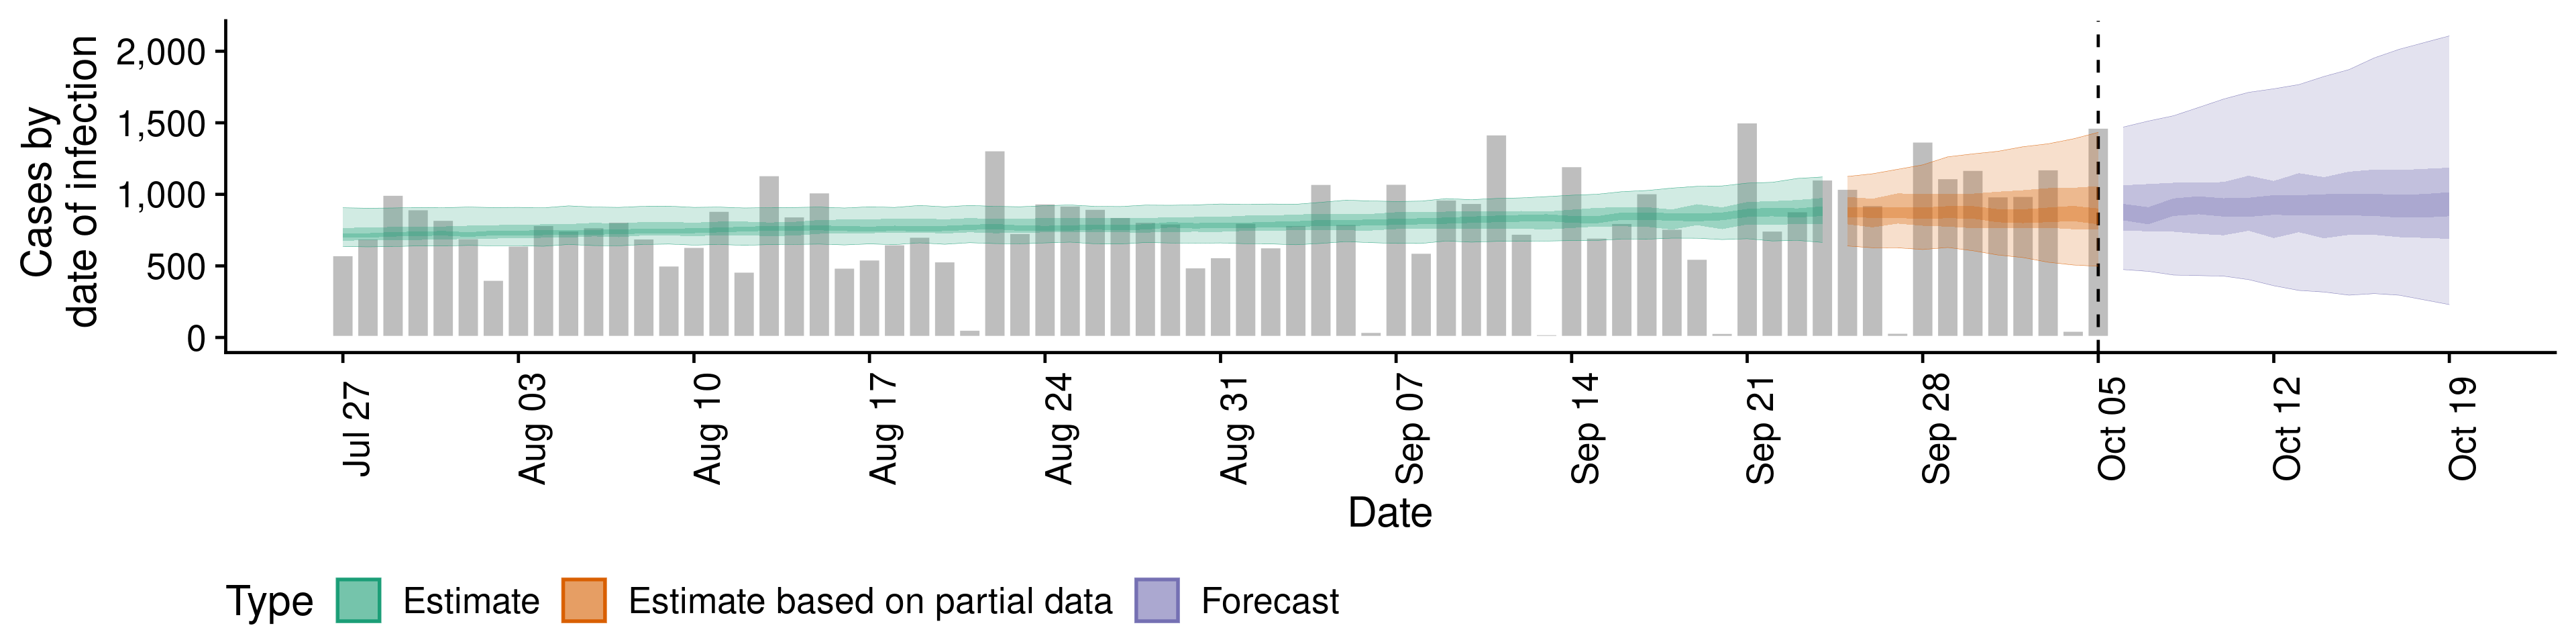 Cases by
date of infection
2,000
1,500
1,000
500
0
Jul 27
Aug 03
Aug 10
Aug 17
Aug 24
Aug 31
Sep 07
Sep 14
Sep 21
Sep 28
Oct 05
Oct 12
Oct 19
Date
Type Estimate Estimate based on partial data Forecast